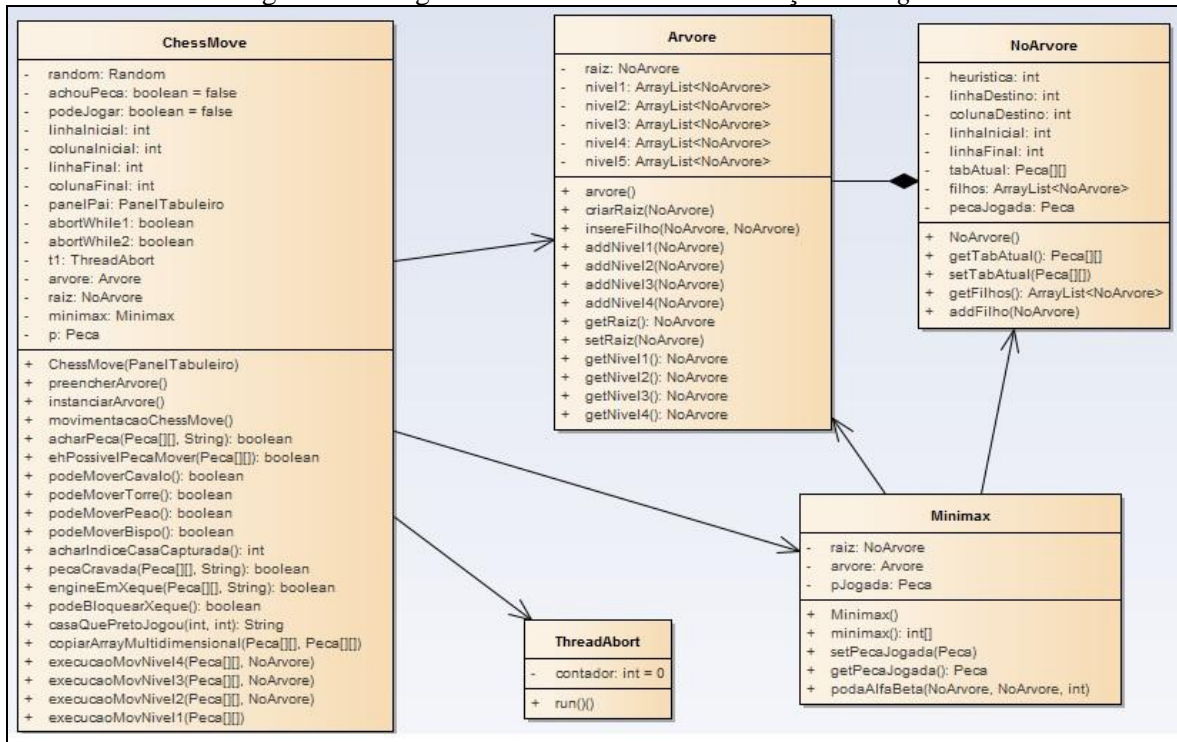 ChessMove
- random: Random
- achouPeca: boolean = false
- podeJogar: boolean = false
- linhaInicial: int
- colunaInicial: int
- linhaFinal: int
- colunaFinal: int
- panelPai: PanelTabuleiro
- abortWhile1: boolean
- abortWhile2: boolean
- t1: ThreadAbort
- arvore: Arvore
- raiz: NoArvore
- minimax: Minimax
- p: Peca
+ ChessMove(PanelTabuleiro)
+ preencherArvore()
+ instanciarArvore()
+ movimentacaoChessMove()
+ acharPeca(Peca[][], String): boolean
+ ehPossivelPecaMover(Peca[][]): boolean
+ podeMoverCavalo(): boolean
+ podeMoverTorre(): boolean
+ podeMoverPeao(): boolean
+ podeMoverBispo(): boolean
+ acharIndiceCasaCapturada(): int
+ pecaCravada(Peca[][], String): boolean
+ engineEmXeque(Peca[][], String): boolean
+ podeBloquearXeque(): boolean
+ casaQuePretoJogou(int, int): String
+ copiarArrayMultidimensional(Peca[][], Peca[][])
+ execucaoMovNivel4(Peca[][], NoArvore)
+ execucaoMovNivel3(Peca[][], NoArvore)
+ execucaoMovNivel2(Peca[][], NoArvore)
+ execucaoMovNivel1(Peca[][])
Arvore
- raiz: NoArvore
- nivel1: ArrayList<NoArvore>
- nivel2: ArrayList<NoArvore>
- nivel3: ArrayList<NoArvore>
- nivel4: ArrayList<NoArvore>
- nivel5: ArrayList<NoArvore>
+ arvore()
+ criarRaiz(NoArvore)
+ insereFilho(NoArvore, NoArvore)
+ addNivel1(NoArvore)
+ addNivel2(NoArvore)
+ addNivel3(NoArvore)
+ addNivel4(NoArvore)
+ getRaiz(): NoArvore
+ setRaiz(NoArvore)
+ getNivel1(): NoArvore
+ getNivel2(): NoArvore
+ getNivel3(): NoArvore
+ getNivel4(): NoArvore
NoArvore
- heuristica: int
- linhaDestino: int
- colunaDestino: int
- linhaInicial: int
- linhaFinal: int
- tabAtual: Peca[][]
- filhos: ArrayList<NoArvore>
- pecaJogada: Peca
+ NoArvore()
+ getTabAtual(): Peca[][]
+ setTabAtual(Peca[][])
+ getFilhos(): ArrayList<NoArvore>
+ addFilho(NoArvore)
ThreadAbort
- contador: int = 0
+ run()()
Minimax
- raiz: NoArvore
- arvore: Arvore
- pJogada: Peca
+ Minimax()
+ minimax(): int[]
+ setPecaJogada(Peca)
+ getPecaJogada(): Peca
+ podaAlfaBeta(NoArvore, NoArvore, int)